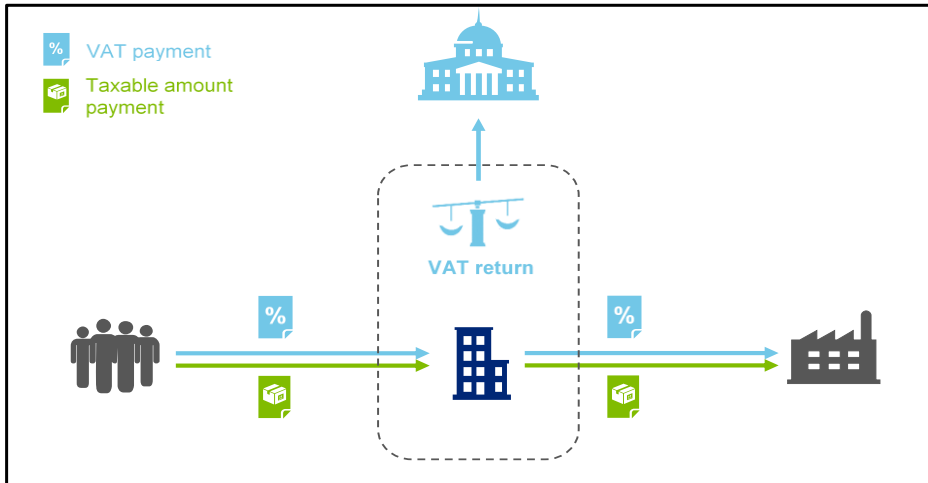 %
VAT payment
Taxable amount
payment
VAT return
%
%